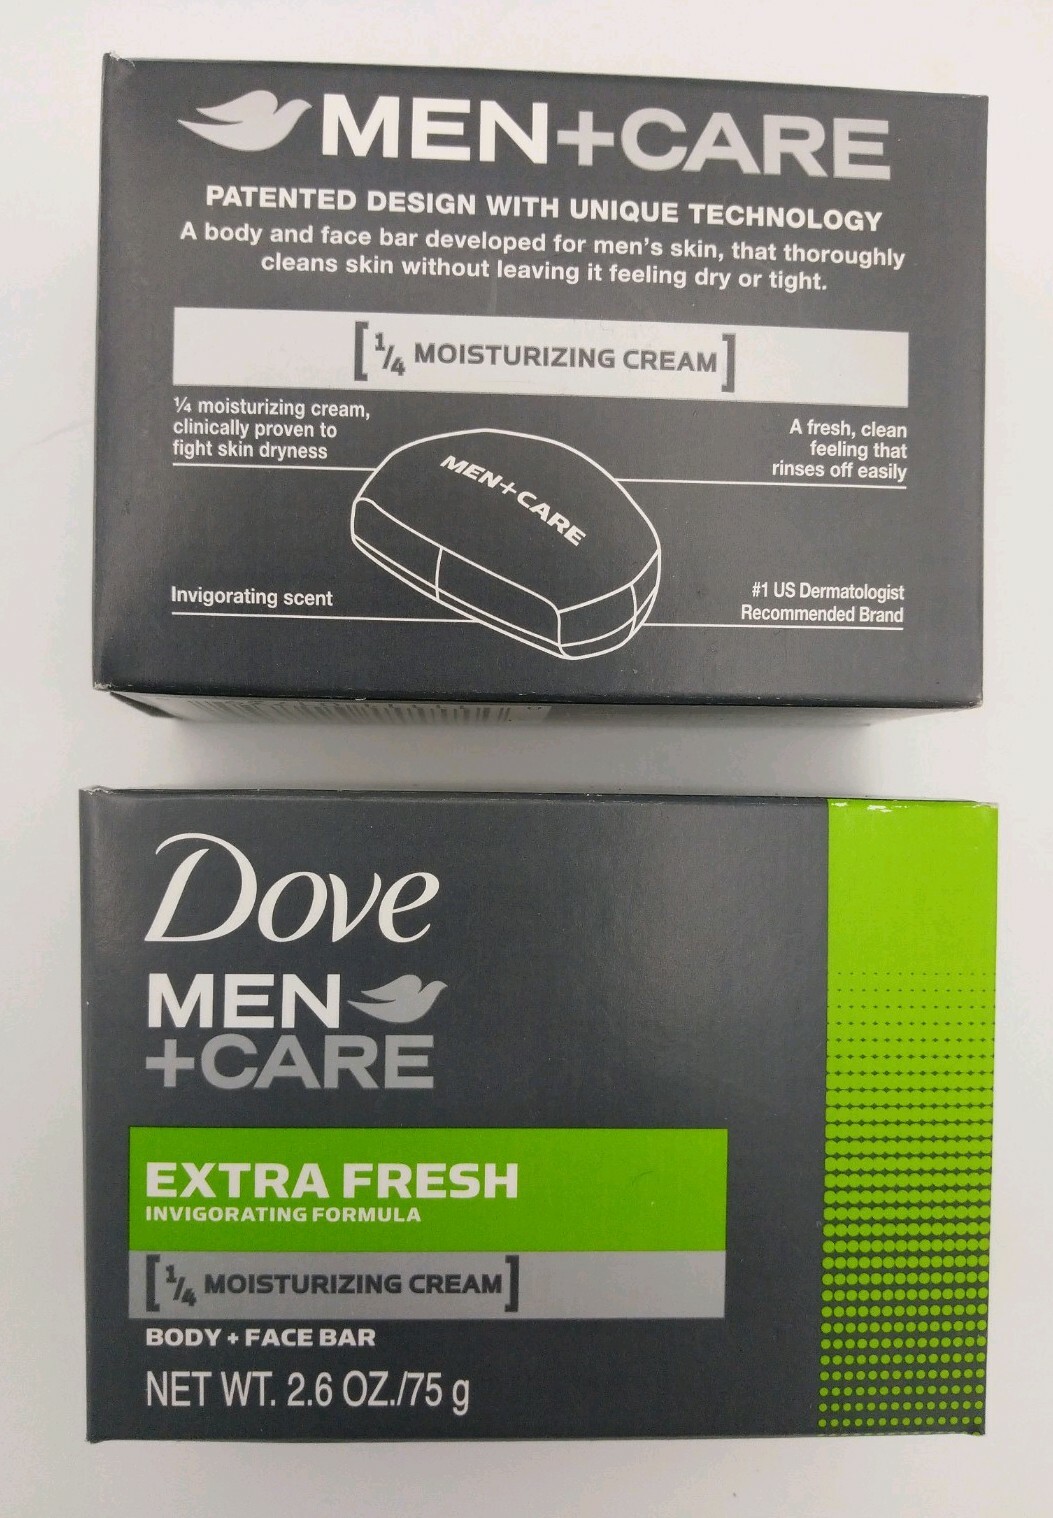 MEN+CARE
PATENTED DESIGN WITH UNIQUE TECHNOLOGY
A body and face bar developed for men's skin, that thoroughly
cleans skin without leaving it feeling dry or tight.
[¼ MOISTURIZING CREAM]
¼ moisturizing cream,
clinically proven to
fight skin dryness
A fresh, clean
feeling that
rinses off easily
MEN+CARE
Invigorating scent
#1 US Dermatologist
Recommended Brand
Dove
MEN
+CARE
EXTRA FRESH
INVIGORATING FORMULA
[¼ MOISTURIZING CREAM]
BODY + FACE BAR
NET WT. 2.6 OZ./75 g